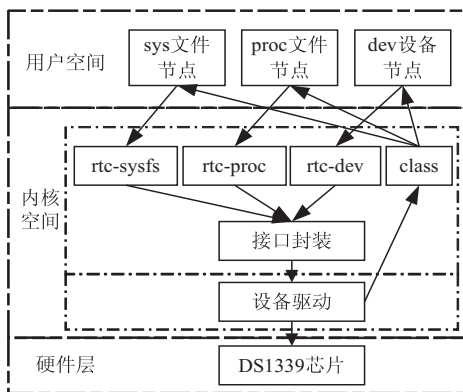 sys文件
节点
proc文件
节点
dev设备
节点
用户空间
rtc-sysfs
rtc-proc
rtc-dev
class
内核
空间
接口封装
设备驱动
硬件层
DS1339芯片